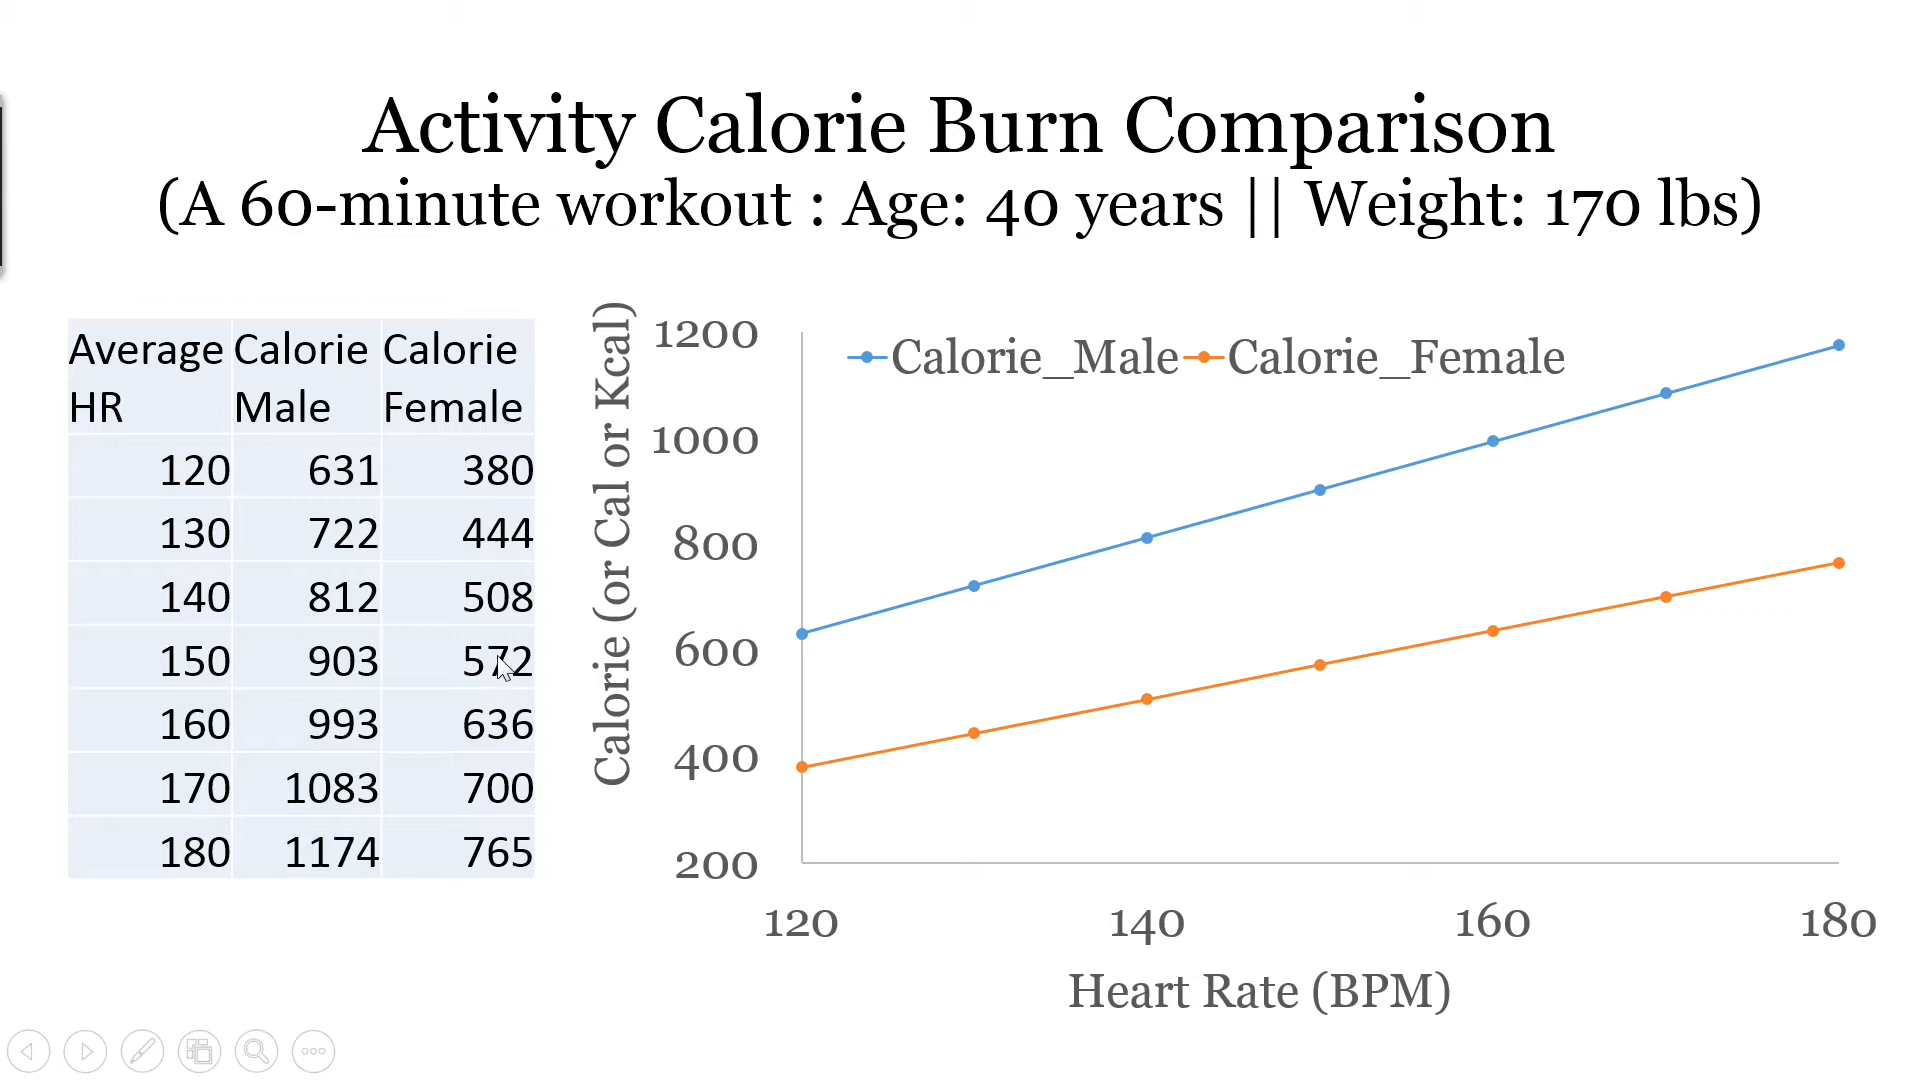 Activity Calorie Burn Comparison
(A 60-minute workout : Age: 40 years || Weight: 170 lbs)
Average Calorie Calorie
HR Male Female
120 631 380
130 722 444
140 812 508
150 903 572
160 993 636
170 1083 700
180 1174 765
Calorie (or Cal or Kcal)
Calorie_Male Calorie_Female
1200
1000
800
600
400
200
120 140 160 180
Heart Rate (BPM)